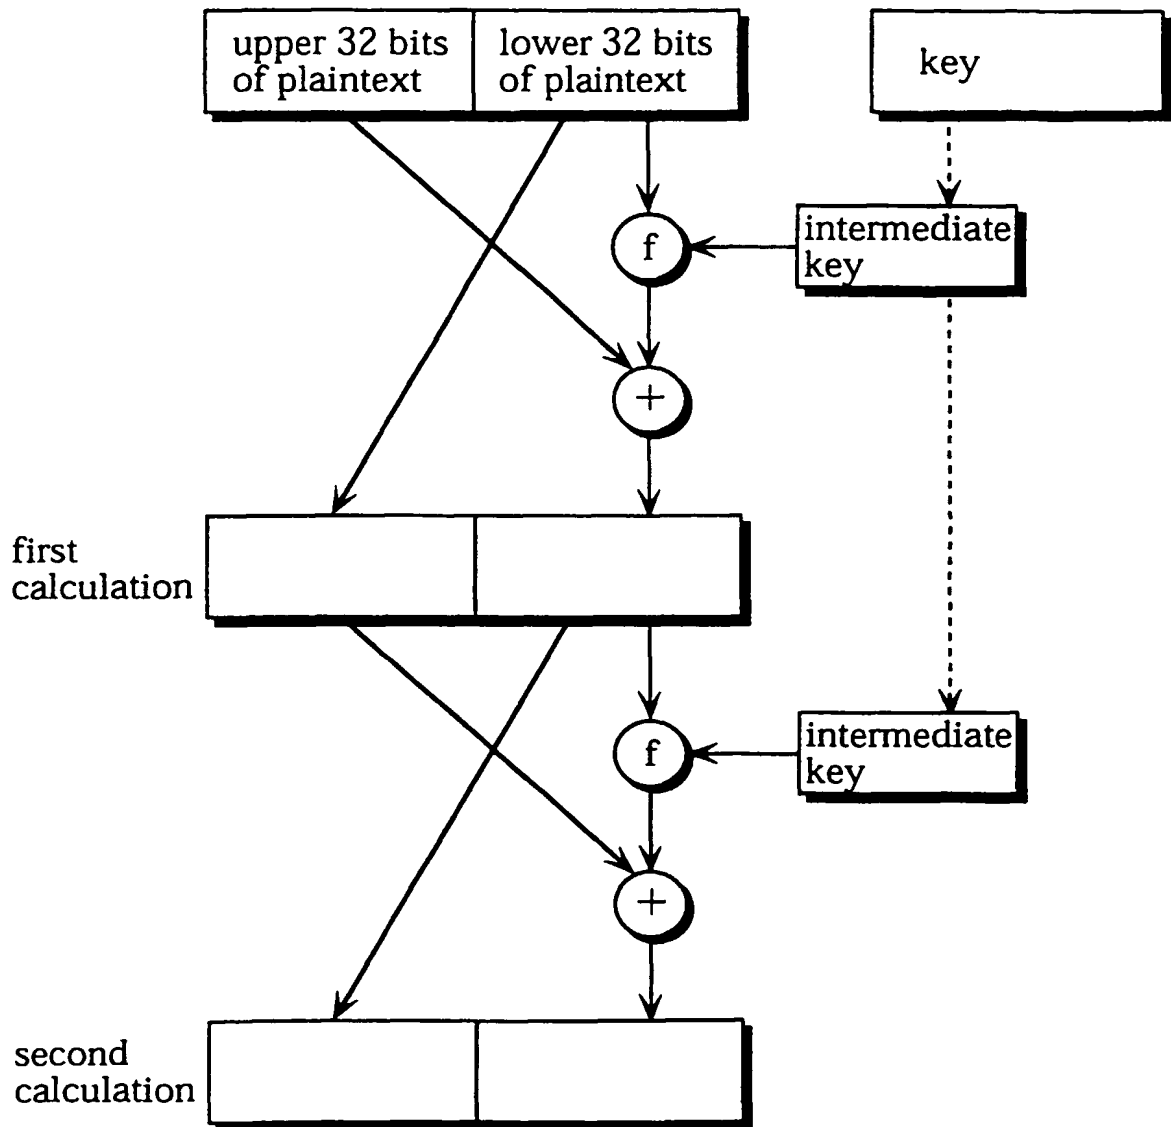 upper 32 bits
of plaintext
lower 32 bits
of plaintext
key
f
intermediate
key
+
first
calculation
f
intermediate
key
+
second
calculation